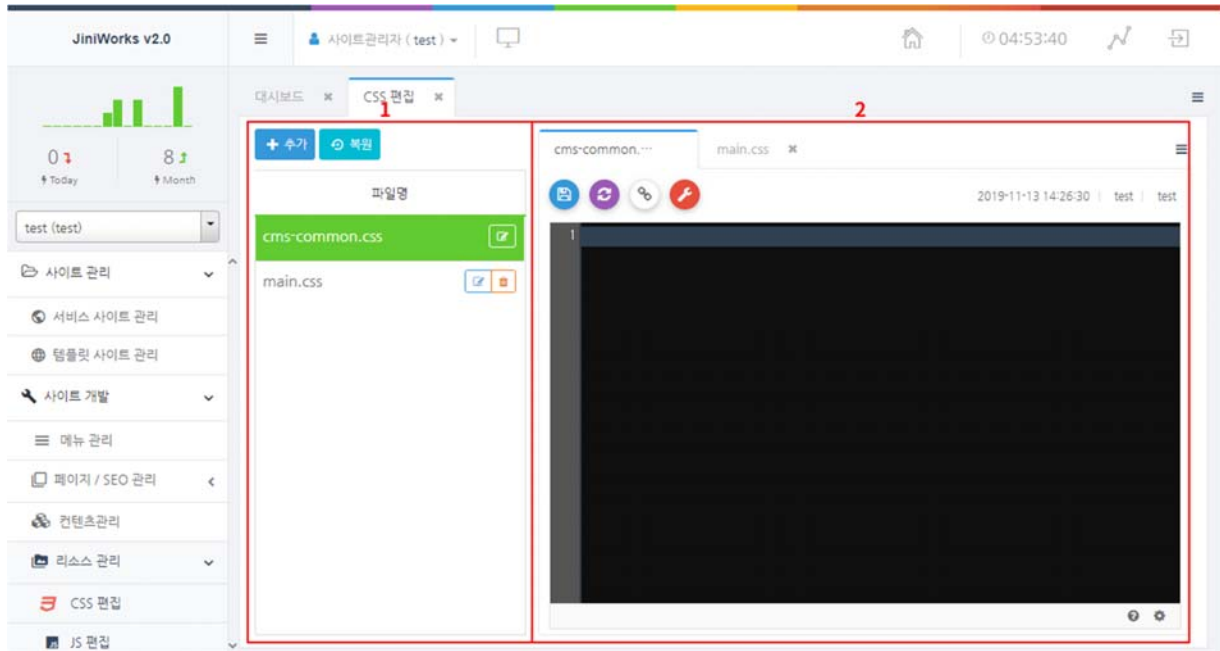 JiniWorks v2.0
사이트관리자 ( test )
04:53:40
대시보드
CSS 편집
1
2
0
8
Today
Month
test (test)
사이트 관리
서비스 사이트 관리
템플릿 사이트 관리
사이트 개발
메뉴 관리
페이지 / SEO 관리
컨텐츠관리
리소스 관리
CSS 편집
JS 편집
추가
복원
파일명
cms-common.css
main.css
cms-common.…
main.css
2019-11-13 14:26:30 | test | test
1